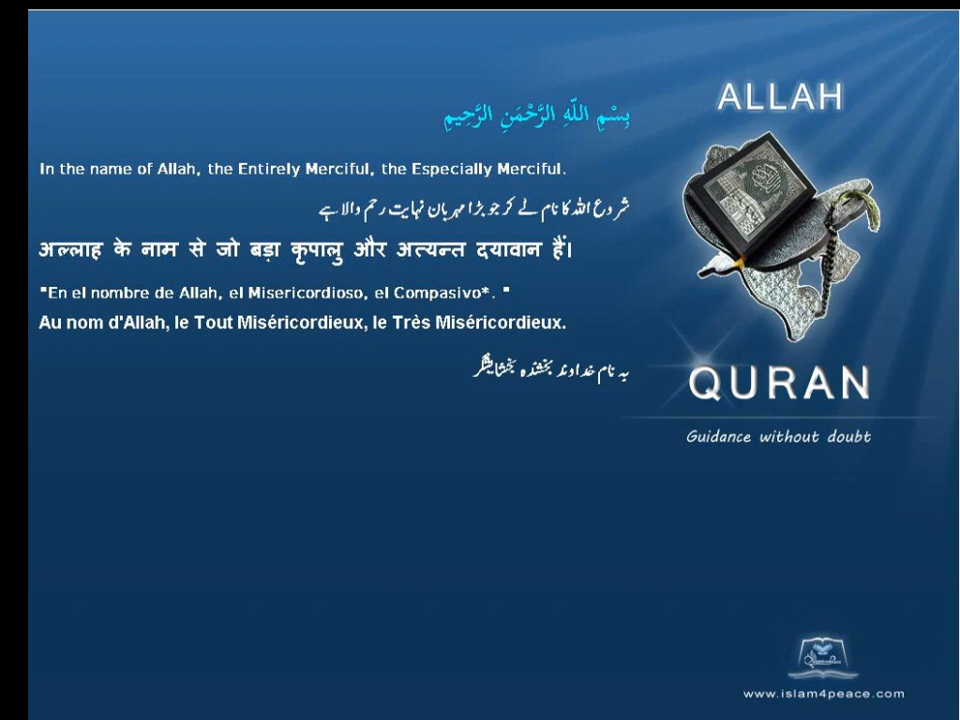 بِسْمِ اللَّهِ الرَّحْمَنِ الرَّحِيمِ
In the name of Allah, the Entirely Merciful, the Especially Merciful.
شروع اللہ کا نام لے کر جو بڑا مہربان نہایت رحم والا ہے
अल्लाह के नाम से जो बड़ा कृपालु और अत्यन्त दयावान हैं।
"En el nombre de Allah, el Misericordioso, el Compasivo*. "
Au nom d'Allah, le Tout Miséricordieux, le Très Miséricordieux.
به نام خداوند بخشنده بخشایشگر
ALLAH
QURAN
Guidance without doubt
www.islam4peace.com